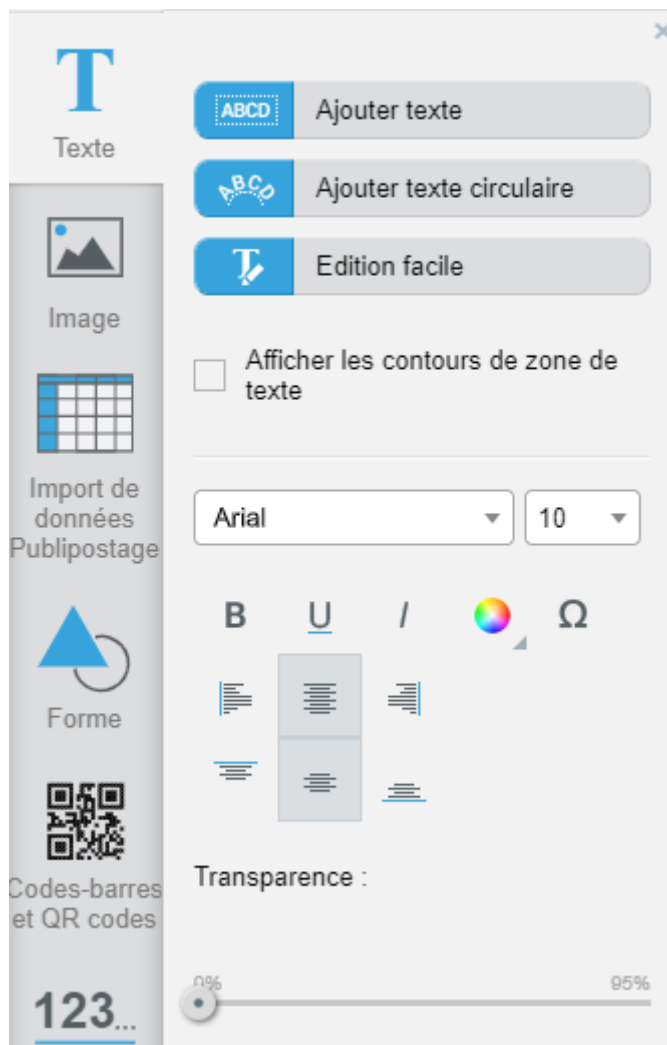 T
Texte
Image
Import de
données
Publipostage
Forme
Codes-barres
et QR codes
123...
×
ABCD
Ajouter texte
ABCD
Ajouter texte circulaire
T
Edition facile
Afficher les contours de zone de
texte
Arial
10
B U I Ω
Transparence :
0% 95%